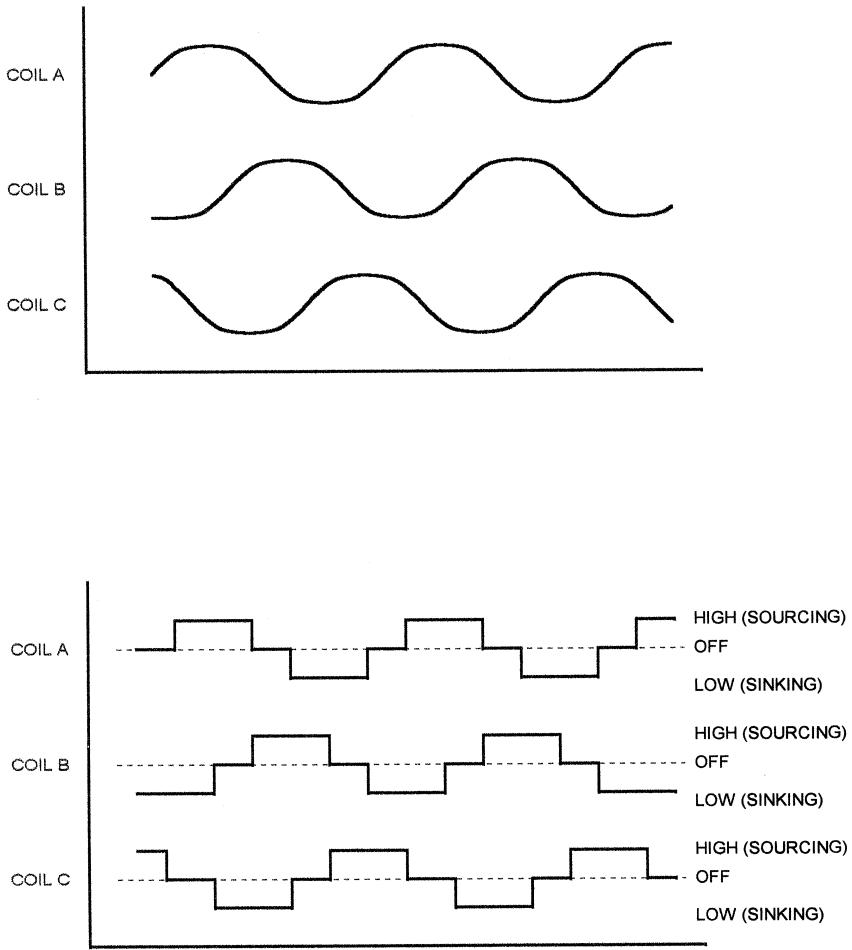 COIL A
COIL B
COIL C
HIGH (SOURCING)
COIL A
OFF
LOW (SINKING)
HIGH (SOURCING)
COIL B
OFF
LOW (SINKING)
HIGH (SOURCING)
COIL C
OFF
LOW (SINKING)